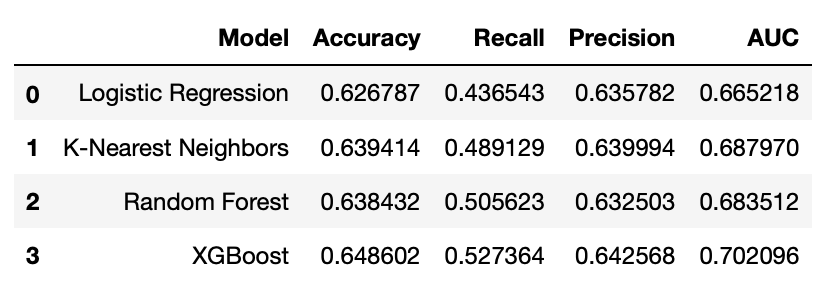 Model Accuracy Recall Precision AUC
0 Logistic Regression 0.626787 0.436543 0.635782 0.665218
1 K-Nearest Neighbors 0.639414 0.489129 0.639994 0.687970
2 Random Forest 0.638432 0.505623 0.632503 0.683512
3 XGBoost 0.648602 0.527364 0.642568 0.702096